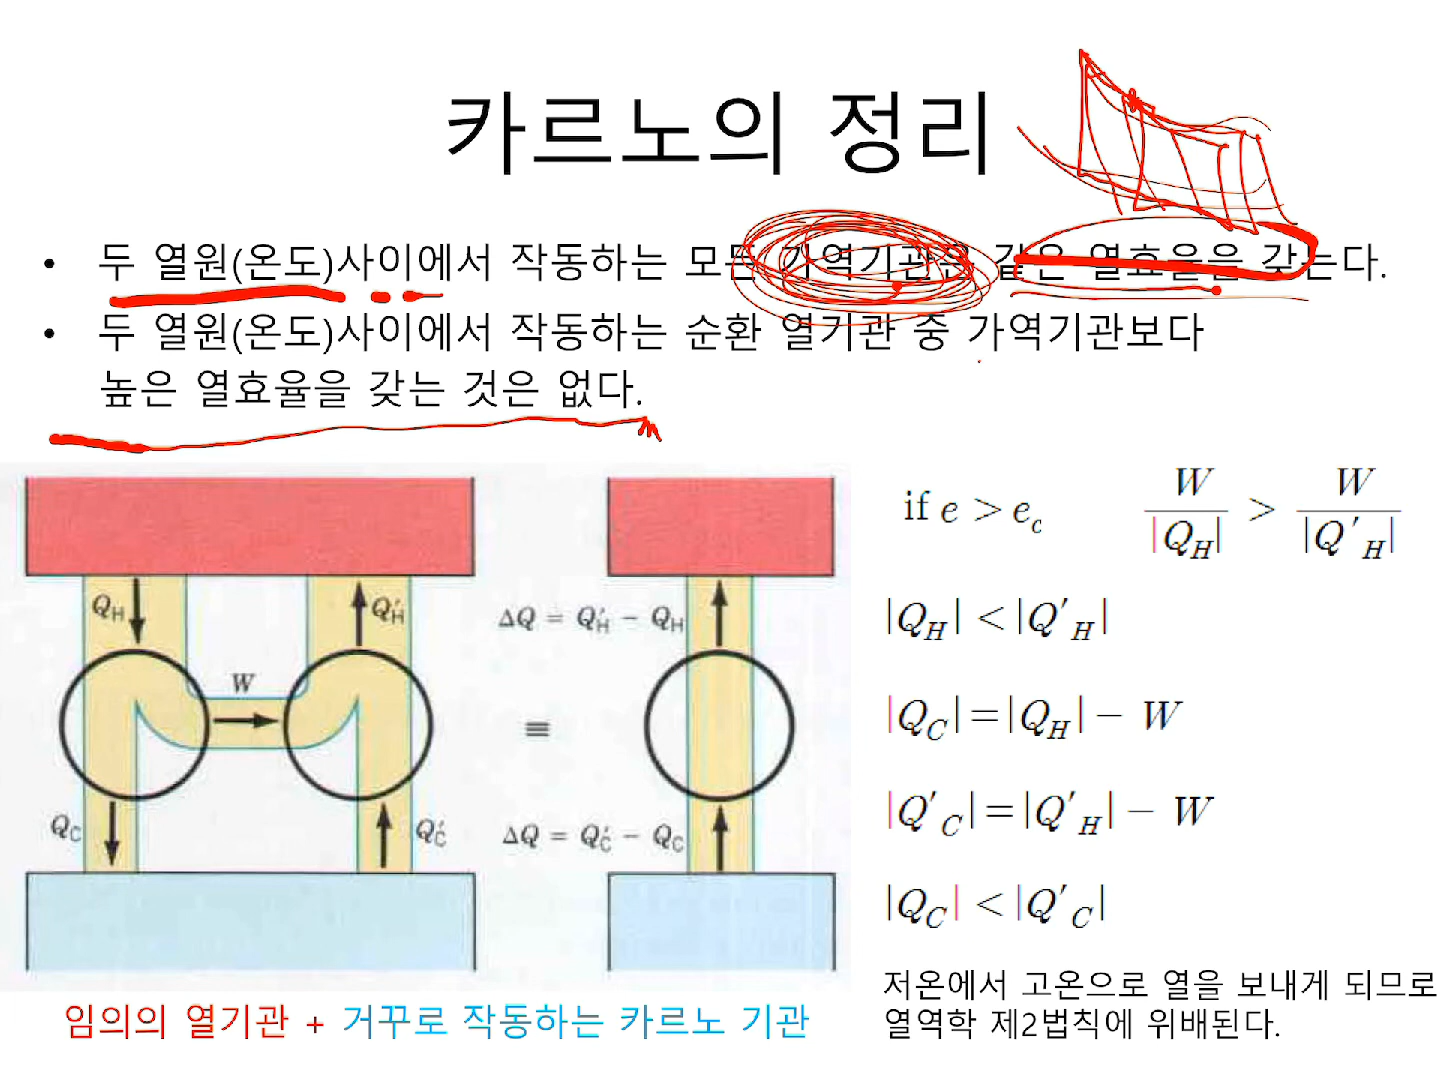 카르노의 정리
• 두 열원(온도)사이에서 작동하는 모든 가역기관은 같은 열효율을 갖는다.
• 두 열원(온도)사이에서 작동하는 순환 열기관 중 가역기관보다
높은 열효율을 갖는 것은 없다.
if e > e_c W/|Q_H| > W/|Q'_H|
|Q_H| < |Q'_H|
|Q_C| = |Q_H| − W
|Q'_C| = |Q'_H| − W
|Q_C| < |Q'_C|
저온에서 고온으로 열을 보내게 되므로
열역학 제2법칙에 위배된다.
Q_H Q'_H ΔQ = Q'_H − Q_H
W
≡
Q_C Q'_C ΔQ = Q'_C − Q_C
임의의 열기관 + 거꾸로 작동하는 카르노 기관